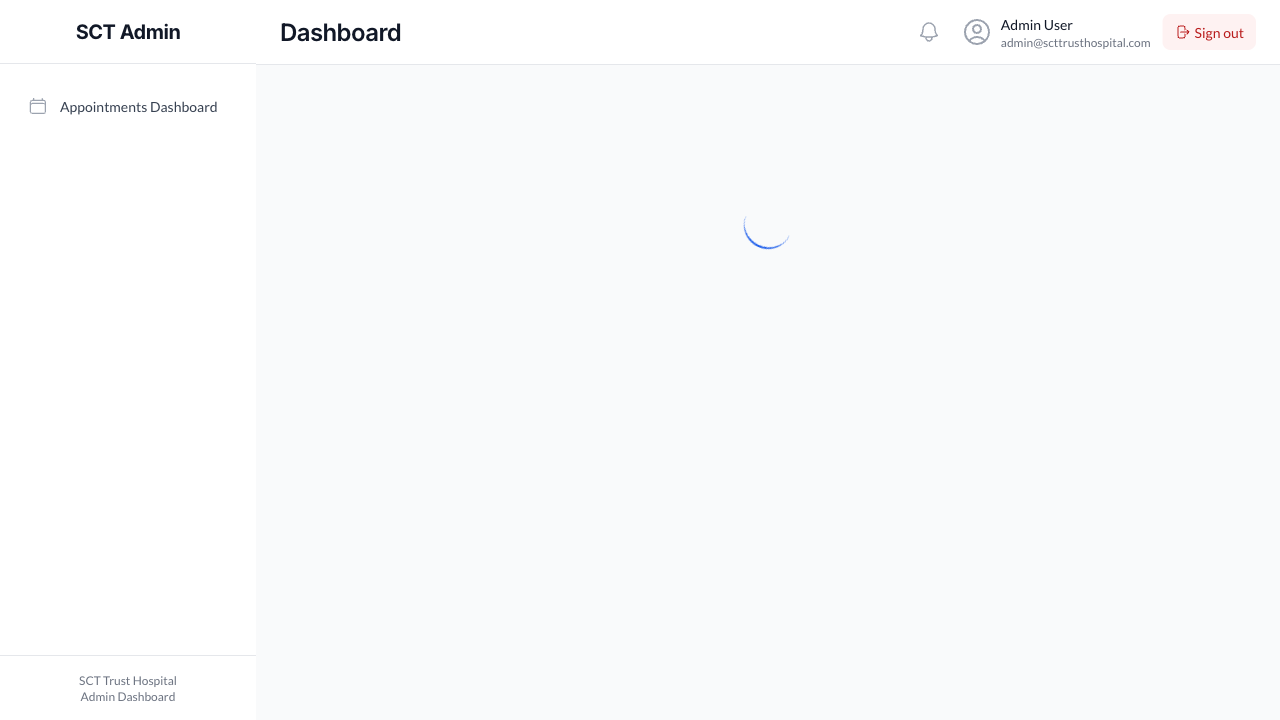 SCT Admin
Dashboard
Admin User
admin@scttrusthospital.com
Sign out
Appointments Dashboard
SCT Trust Hospital
Admin Dashboard